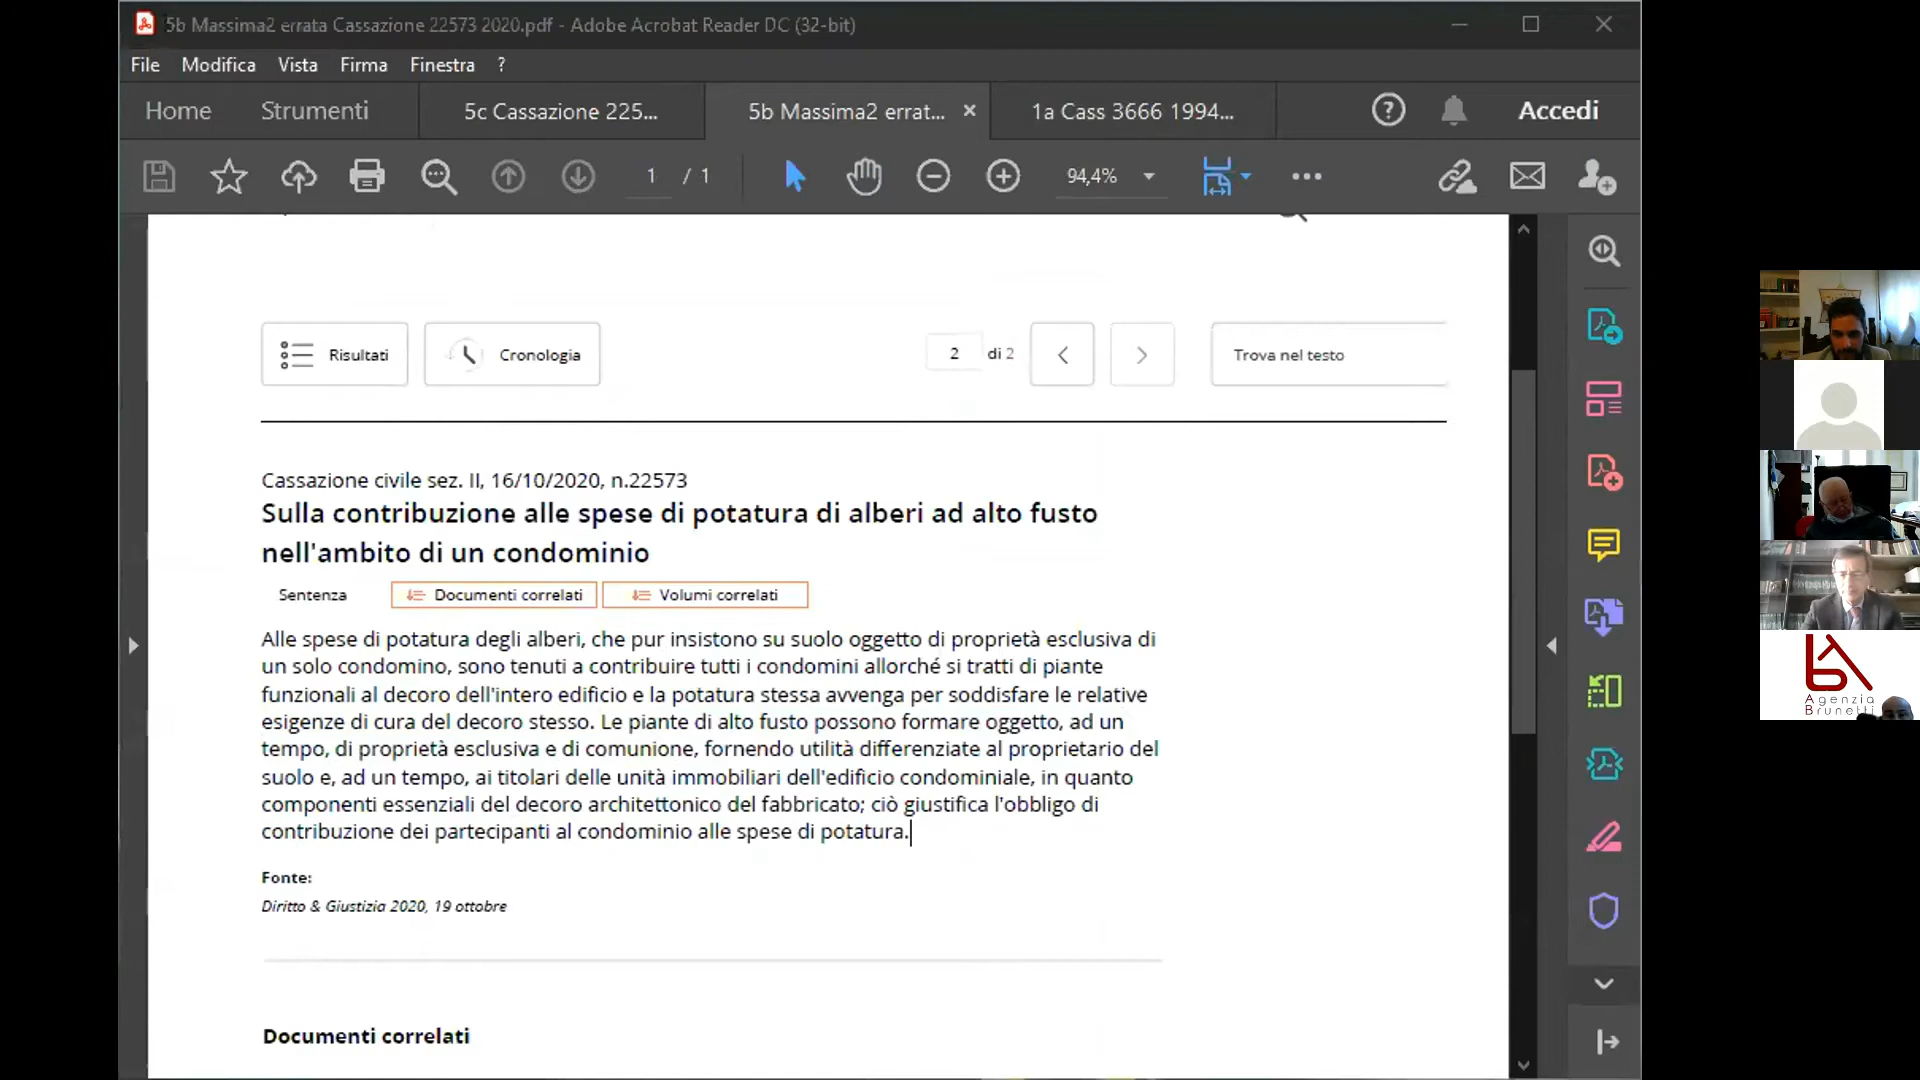 5b Massima2 errata Cassazione 22573 2020.pdf - Adobe Acrobat Reader DC (32-bit)
File Modifica Vista Firma Finestra ?
Home Strumenti 5c Cassazione 225... 5b Massima2 errat... 1a Cass 3666 1994... Accedi
1 / 1 94,4%
Risultati Cronologia 2 di 2 Trova nel testo
Cassazione civile sez. II, 16/10/2020, n.22573
Sulla contribuzione alle spese di potatura di alberi ad alto fusto
nell'ambito di un condominio
Sentenza Documenti correlati Volumi correlati
Alle spese di potatura degli alberi, che pur insistono su suolo oggetto di proprietà esclusiva di
un solo condomino, sono tenuti a contribuire tutti i condomini allorché si tratti di piante
funzionali al decoro dell'intero edificio e la potatura stessa avvenga per soddisfare le relative
esigenze di cura del decoro stesso. Le piante di alto fusto possono formare oggetto, ad un
tempo, di proprietà esclusiva e di comunione, fornendo utilità differenziate al proprietario del
suolo e, ad un tempo, ai titolari delle unità immobiliari dell'edificio condominiale, in quanto
componenti essenziali del decoro architettonico del fabbricato; ciò giustifica l'obbligo di
contribuzione dei partecipanti al condominio alle spese di potatura.
Fonte:
Diritto & Giustizia 2020, 19 ottobre
Documenti correlati
Agenzia
Brunetti